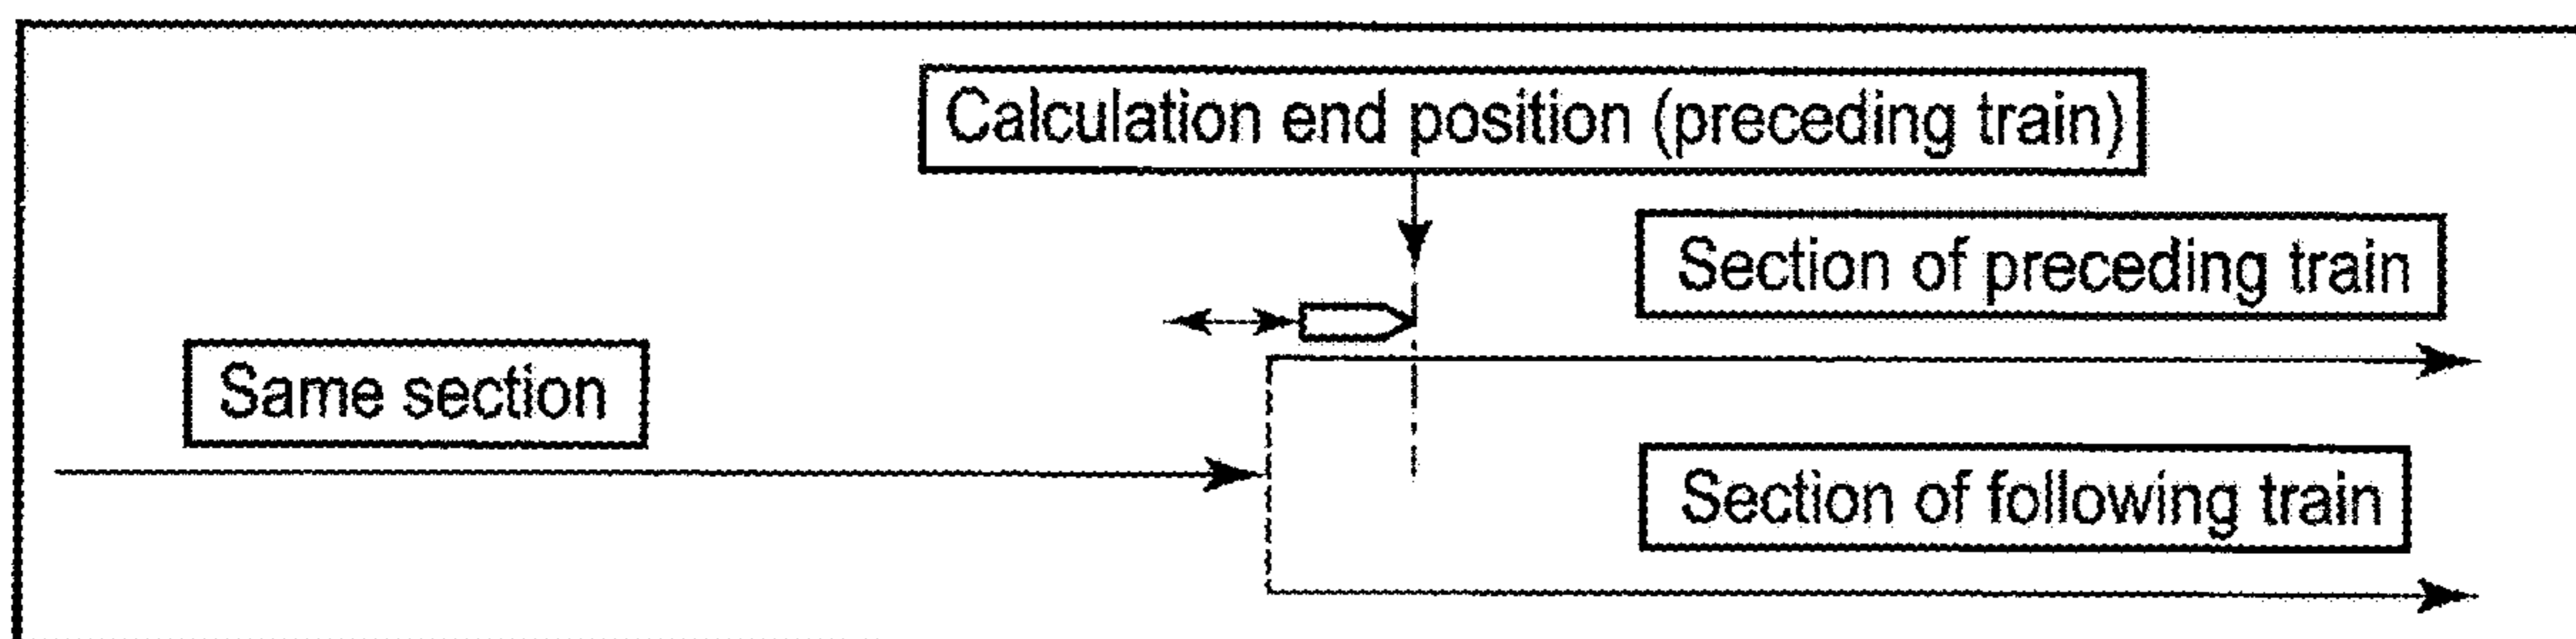 Calculation end position (preceding train)
Section of preceding train
Same section
Section of following train